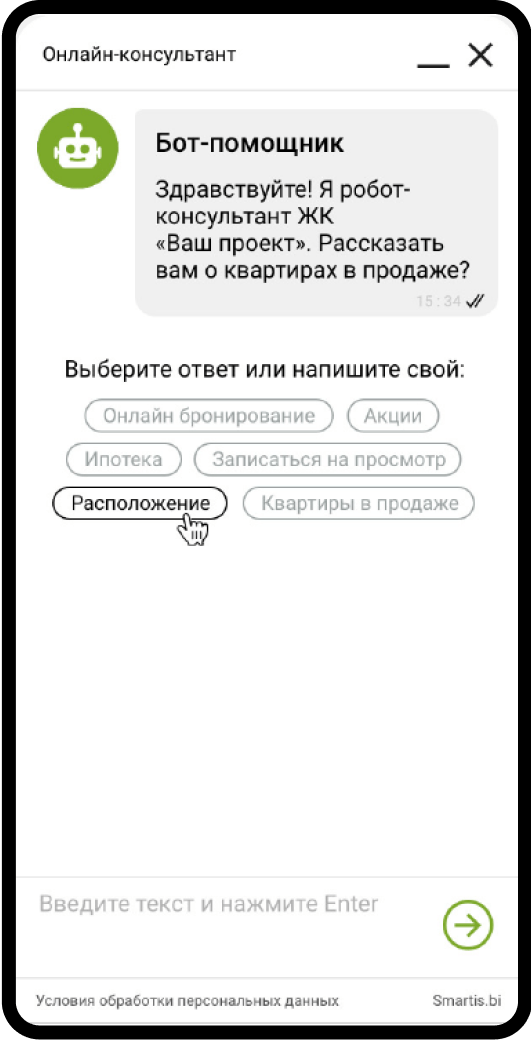 Онлайн-консультант
Бот-помощник
Здравствуйте! Я робот-
консультант ЖК
«Ваш проект». Рассказать
вам о квартирах в продаже?
15:34
Выберите ответ или напишите свой:
Онлайн бронирование
Акции
Ипотека
Записаться на просмотр
Расположение
Квартиры в продаже
Введите текст и нажмите Enter
Условия обработки персональных данных
Smartis.bi